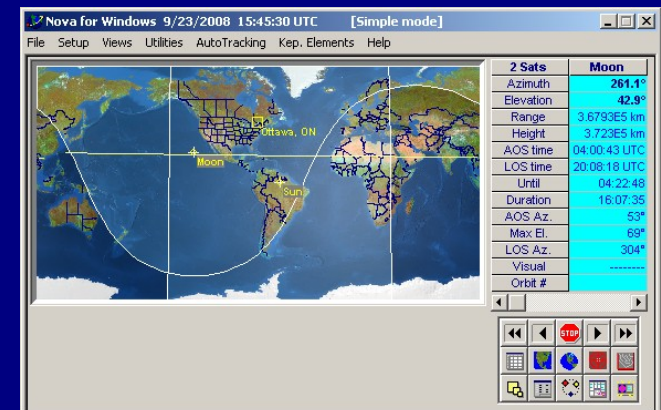 Nova for Windows 9/23/2008 15:45:30 UTC [Simple mode]
File Setup Views Utilities AutoTracking Kep. Elements Help
2 Sats Moon
Azimuth 261.1°
Elevation 42.9°
Range 3.6793E5 km
Height 3.723E5 km
AOS time 04:00:43 UTC
LOS time 20:08:18 UTC
Until 04:22:48
Duration 16:07:35
AOS Az. 53°
Max El. 69°
LOS Az. 304°
Visual --------
Orbit #
Ottawa, ON
Moon
Sun
STOP